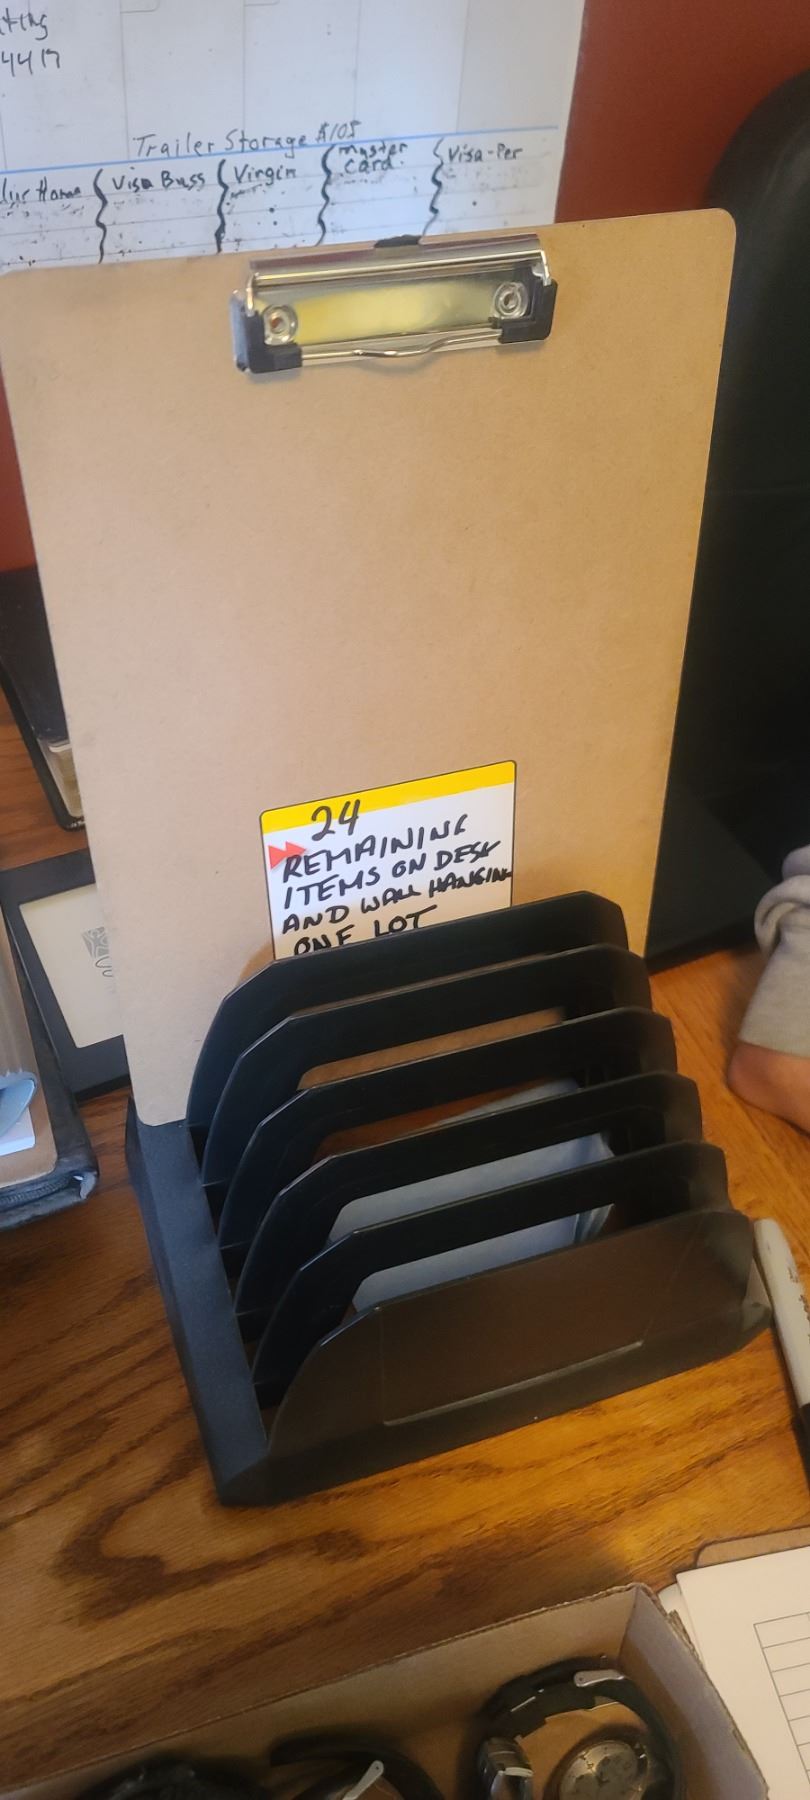 4417
Trailer Storage $105
Home Visa Buss Virgin Master Card. Visa-Per
24
REMAINING
ITEMS ON DESK
AND WALL HANGING
ONE LOT